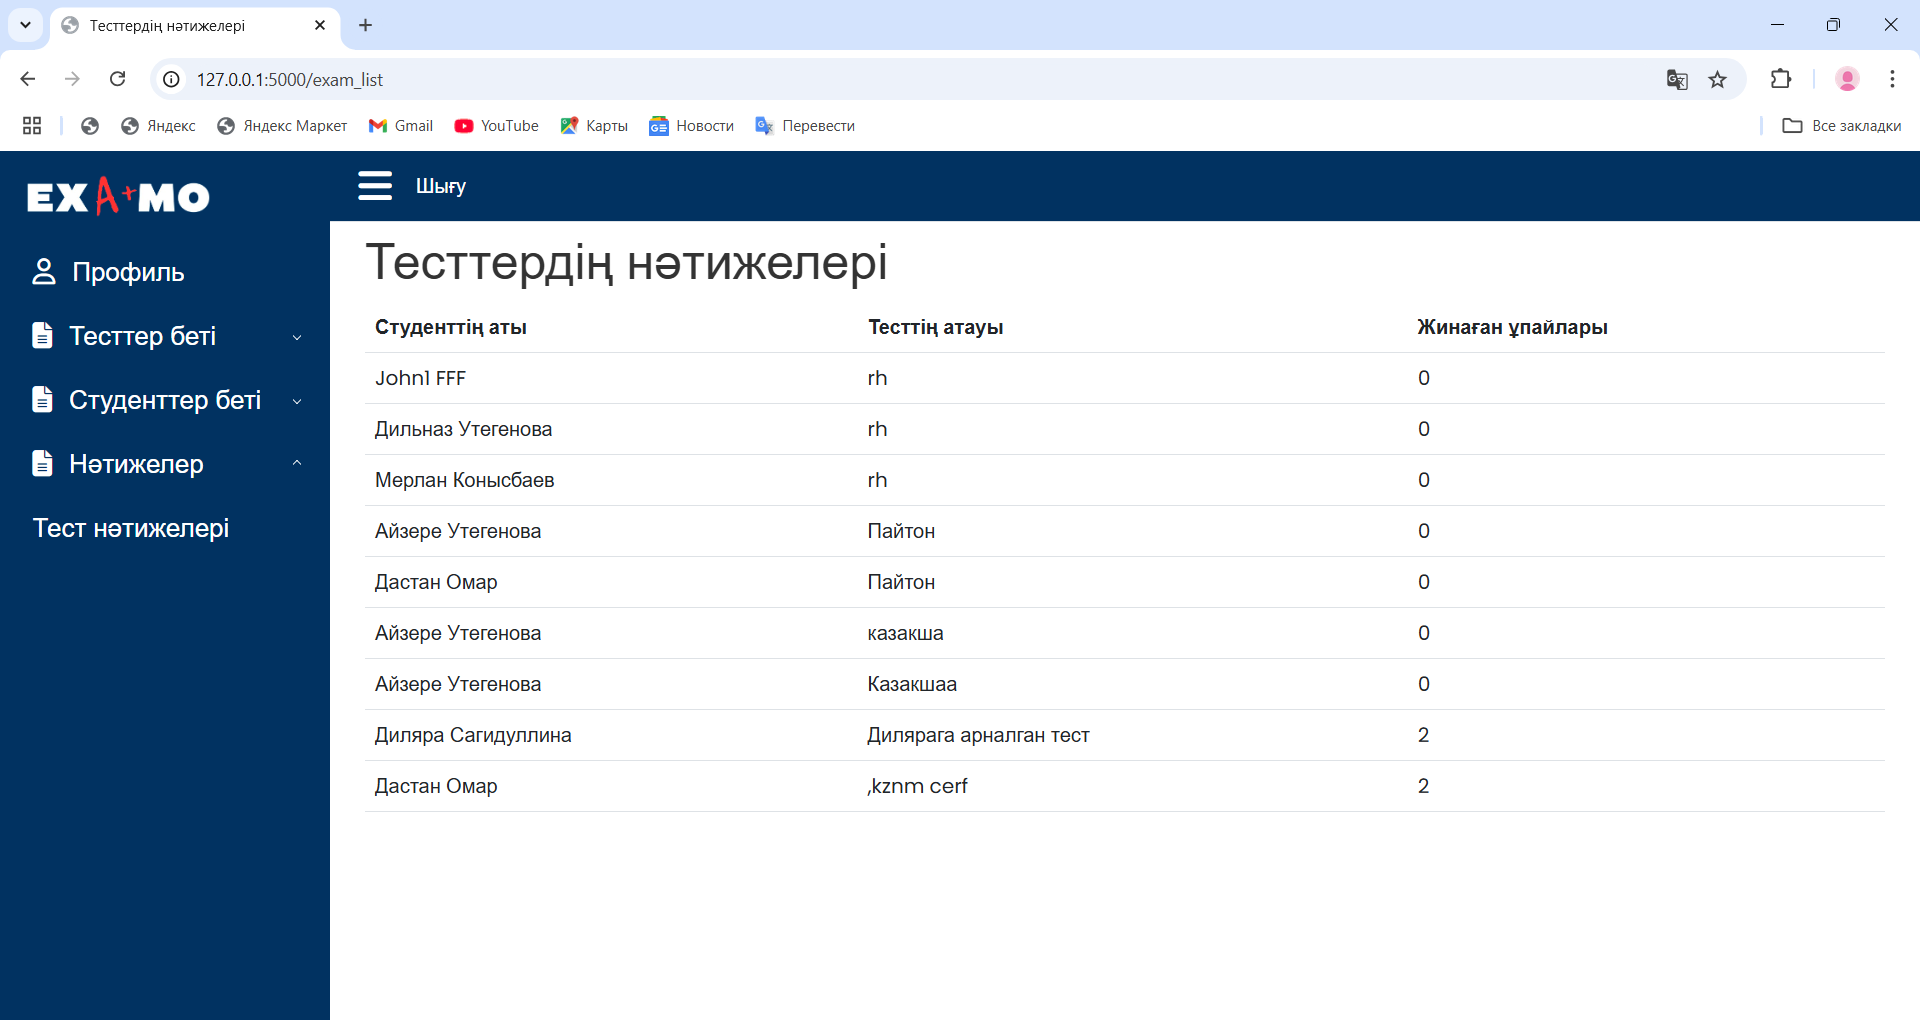 Тесттердің нәтижелері
127.0.0.1:5000/exam_list
Яндекс Яндекс Маркет Gmail YouTube Карты Новости Перевести Все закладки
EXA+MO
Шығу
Профиль
Тесттер беті
Студенттер беті
Нәтижелер
Тест нәтижелері
Тесттердің нәтижелері
Студенттің аты Тесттің атауы Жинаған ұпайлары
John1 FFF rh 0
Дильназ Утегенова rh 0
Мерлан Конысбаев rh 0
Айзере Утегенова Пайтон 0
Дастан Омар Пайтон 0
Айзере Утегенова казакша 0
Айзере Утегенова Казакшаа 0
Диляра Сагидуллина Дилярага арналган тест 2
Дастан Омар ,kznm cerf 2